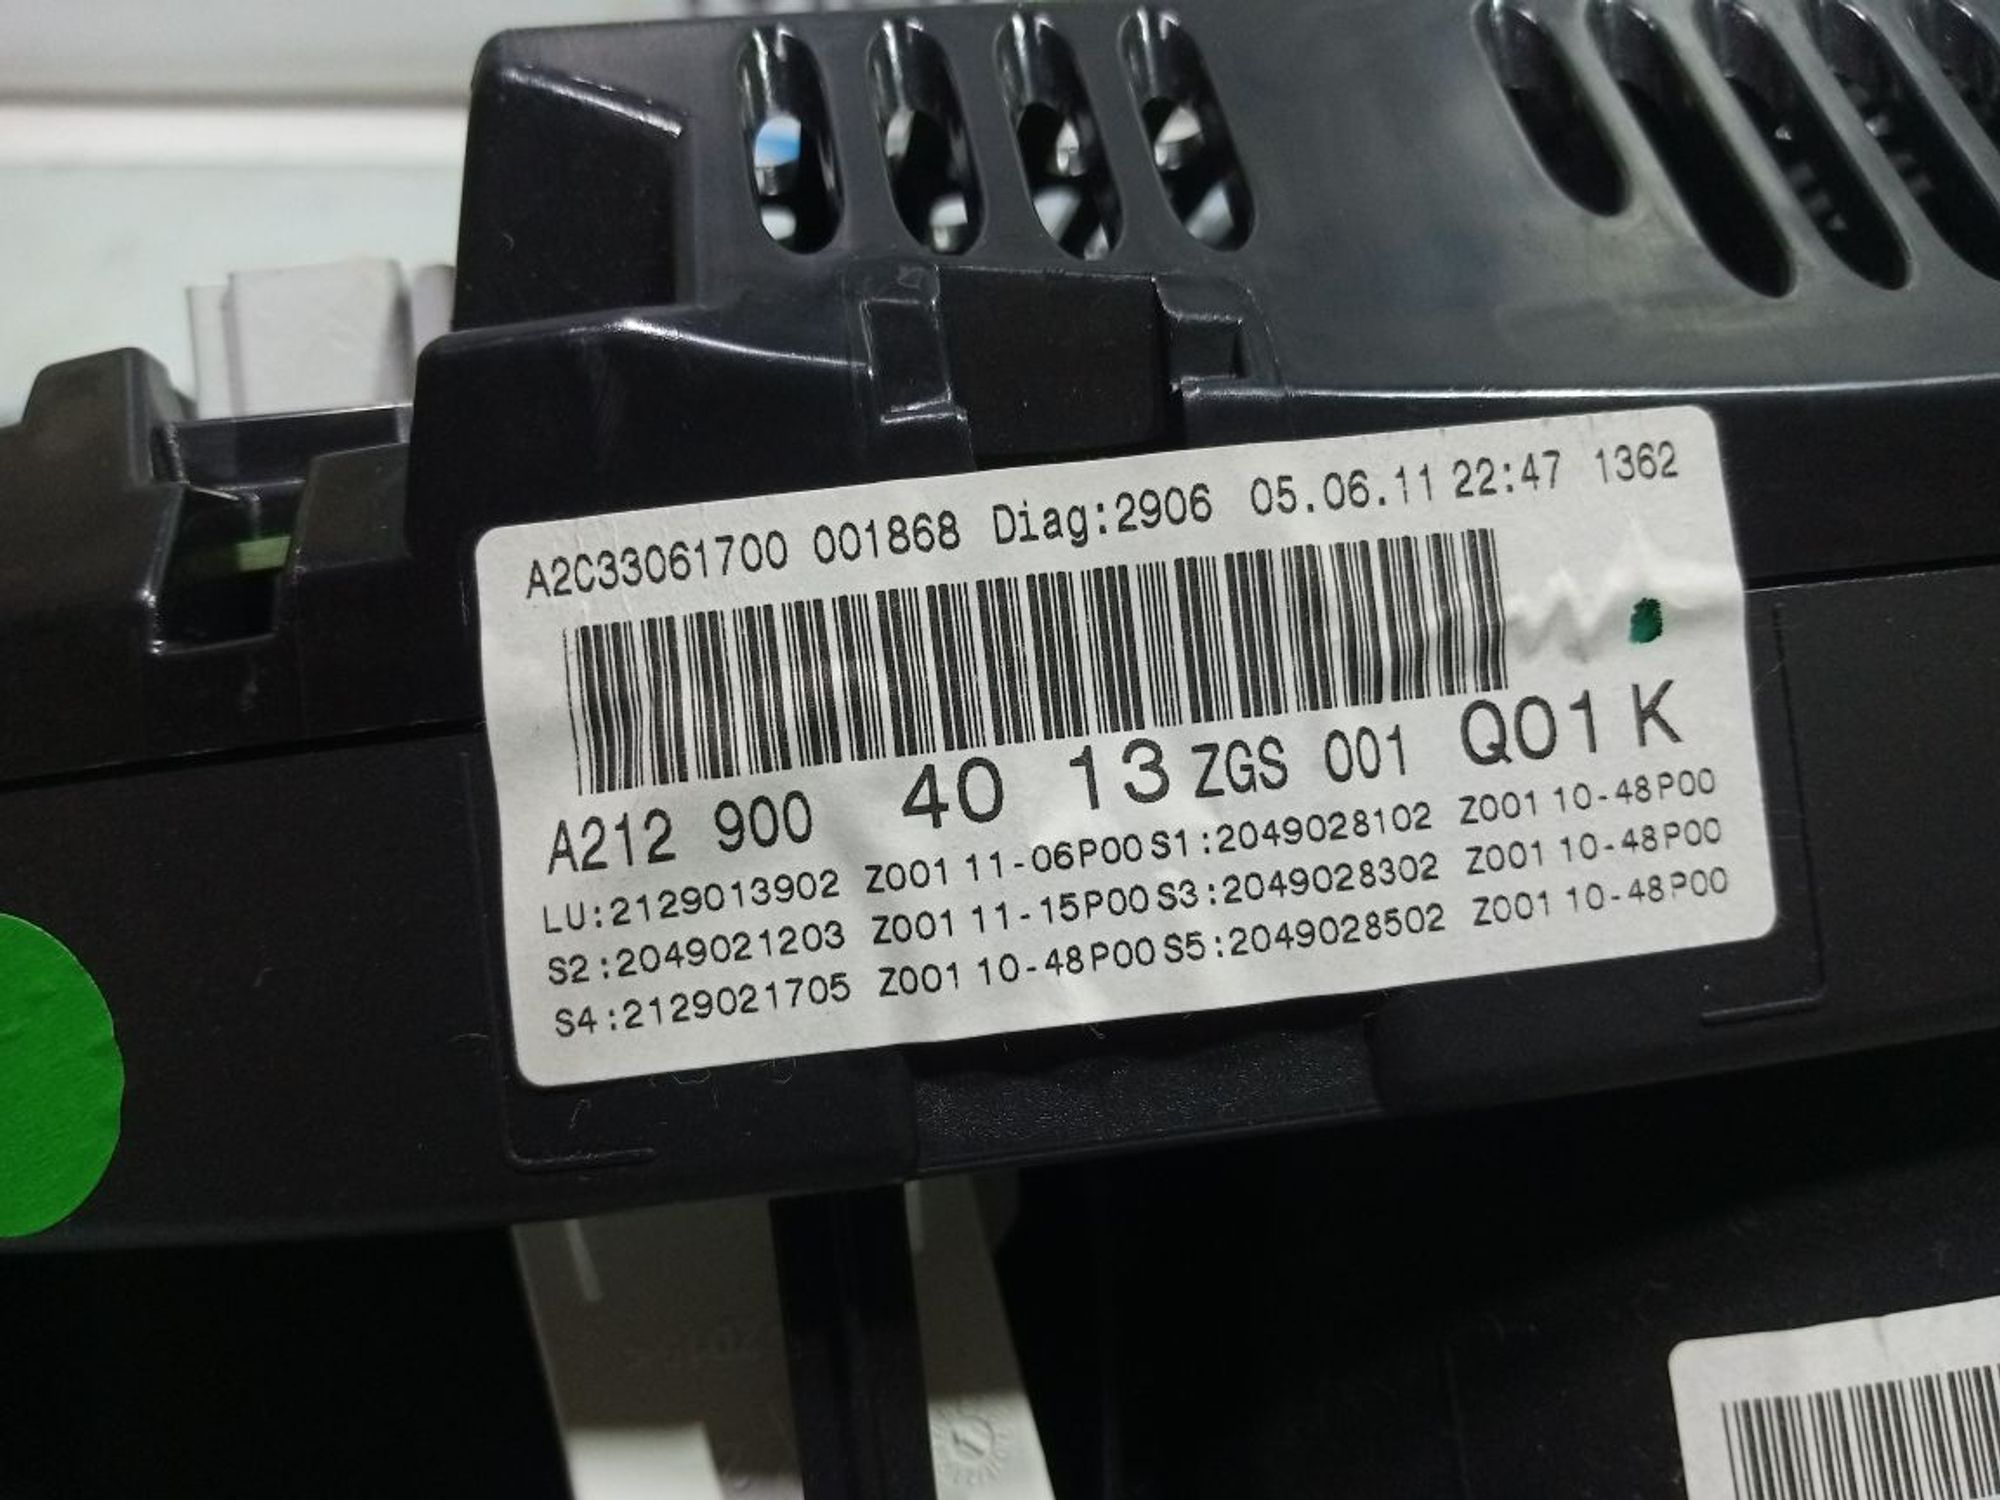 A2C33061700 001868 Diag:2906 05.06.11 22:47 1362
A212 900 40 13 ZGS 001 Q01 K
LU:2129013902 Z001 11-06P00 S1:2049028102 Z001 10-48P00
S2:2049021203 Z001 11-15P00 S3:2049028302 Z001 10-48P00
S4:2129021705 Z001 10-48P00 S5:2049028502 Z001 10-48P00